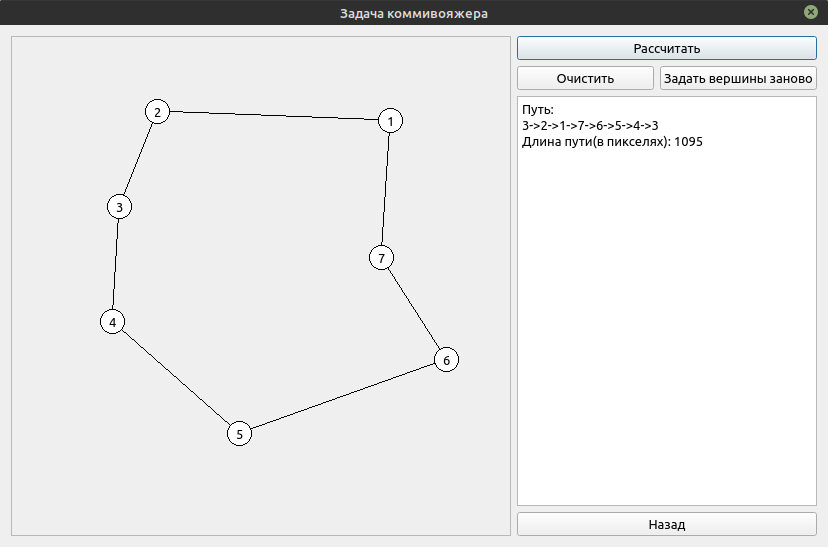 Задача коммивояжера
2
1
3
7
4
6
5
Рассчитать
Очистить
Задать вершины заново
Путь:
3->2->1->7->6->5->4->3
Длина пути(в пикселях): 1095
Назад